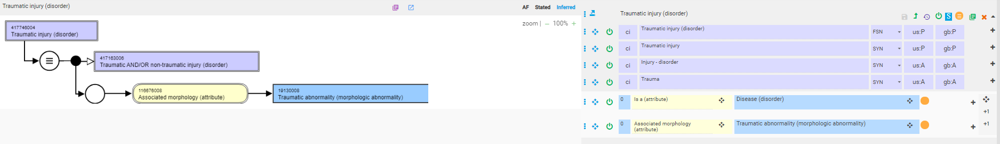 Traumatic injury (disorder)
AF Stated Inferred
zoom | − 100% +
417746004
Traumatic injury (disorder)
417163006
Traumatic AND/OR non-traumatic injury (disorder)
116676008
Associated morphology (attribute)
19130008
Traumatic abnormality (morphologic abnormality)
Traumatic injury (disorder)
S
ci Traumatic injury (disorder) FSN us:P gb:P
ci Traumatic injury SYN us:P gb:P
ci Injury - disorder SYN us:A gb:A
ci Trauma SYN us:A gb:A
0 Is a (attribute) Disease (disorder)
+1
0 Associated morphology (attribute) Traumatic abnormality (morphologic abnormality) +1